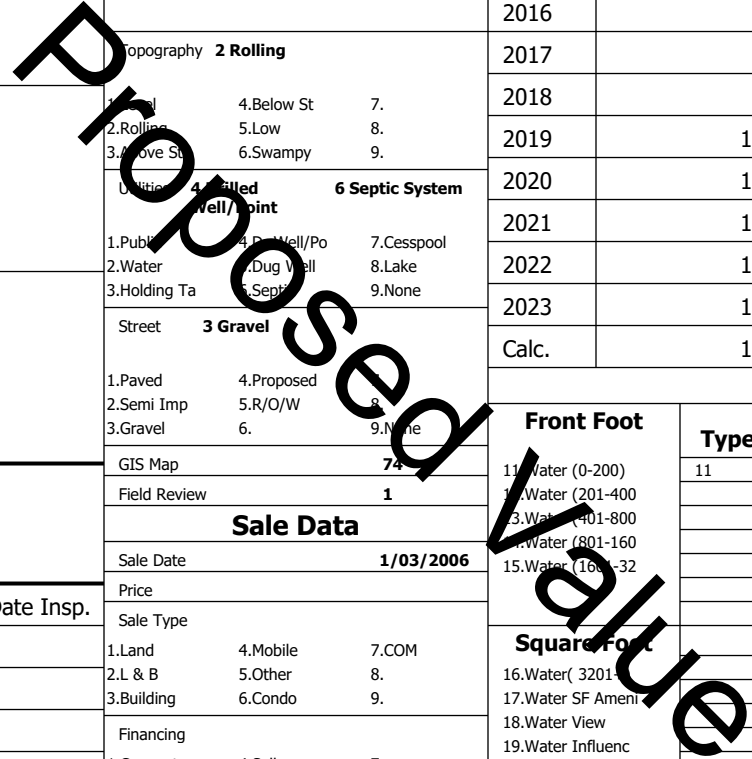 2016
2017
2018
2019 1
2020 1
2021 1
2022 1
2023 1
Calc. 1
Topography 2 Rolling
4.Below St 7.
2.Rolling 5.Low 8.
3.Above St 6.Swampy 9.
Utilities 4 Drilled 6 Septic System
Well/Point
1.Publ 4.Dr Well/Po 7.Cesspool
2.Water 5.Dug Well 8.Lake
3.Holding Ta 6.Septic 9.None
Street 3 Gravel
1.Paved 4.Proposed
2.Semi Imp 5.R/O/W 8.
3.Gravel 6. 9.None
GIS Map 74
Field Review 1
Sale Data
Sale Date 1/03/2006
Price
Sale Type
1.Land 4.Mobile 7.COM
2.L & B 5.Other 8.
3.Building 6.Condo 9.
Financing
Date Insp.
Front Foot
Type
11.Water (0-200) 11
12.Water (201-400
13.Water (401-800
14.Water (801-160
15.Water (1601-32
Square Foot
16.Water( 3201-
17.Water SF Ameni
18.Water View
19.Water Influenc
Proposed Value